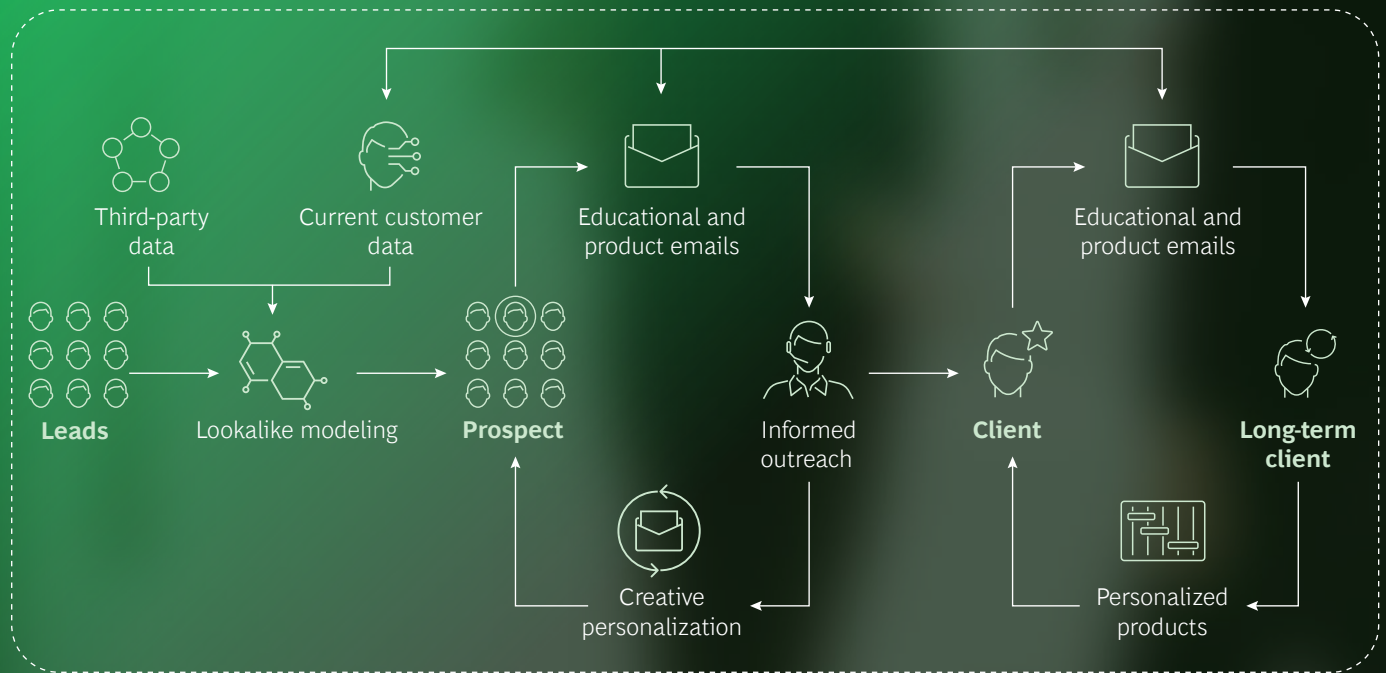 Third-party
data
Current customer
data
Educational and
product emails
Educational and
product emails
Leads
Lookalike modeling
Prospect
Informed
outreach
Client
Long-term
client
Creative
personalization
Personalized
products